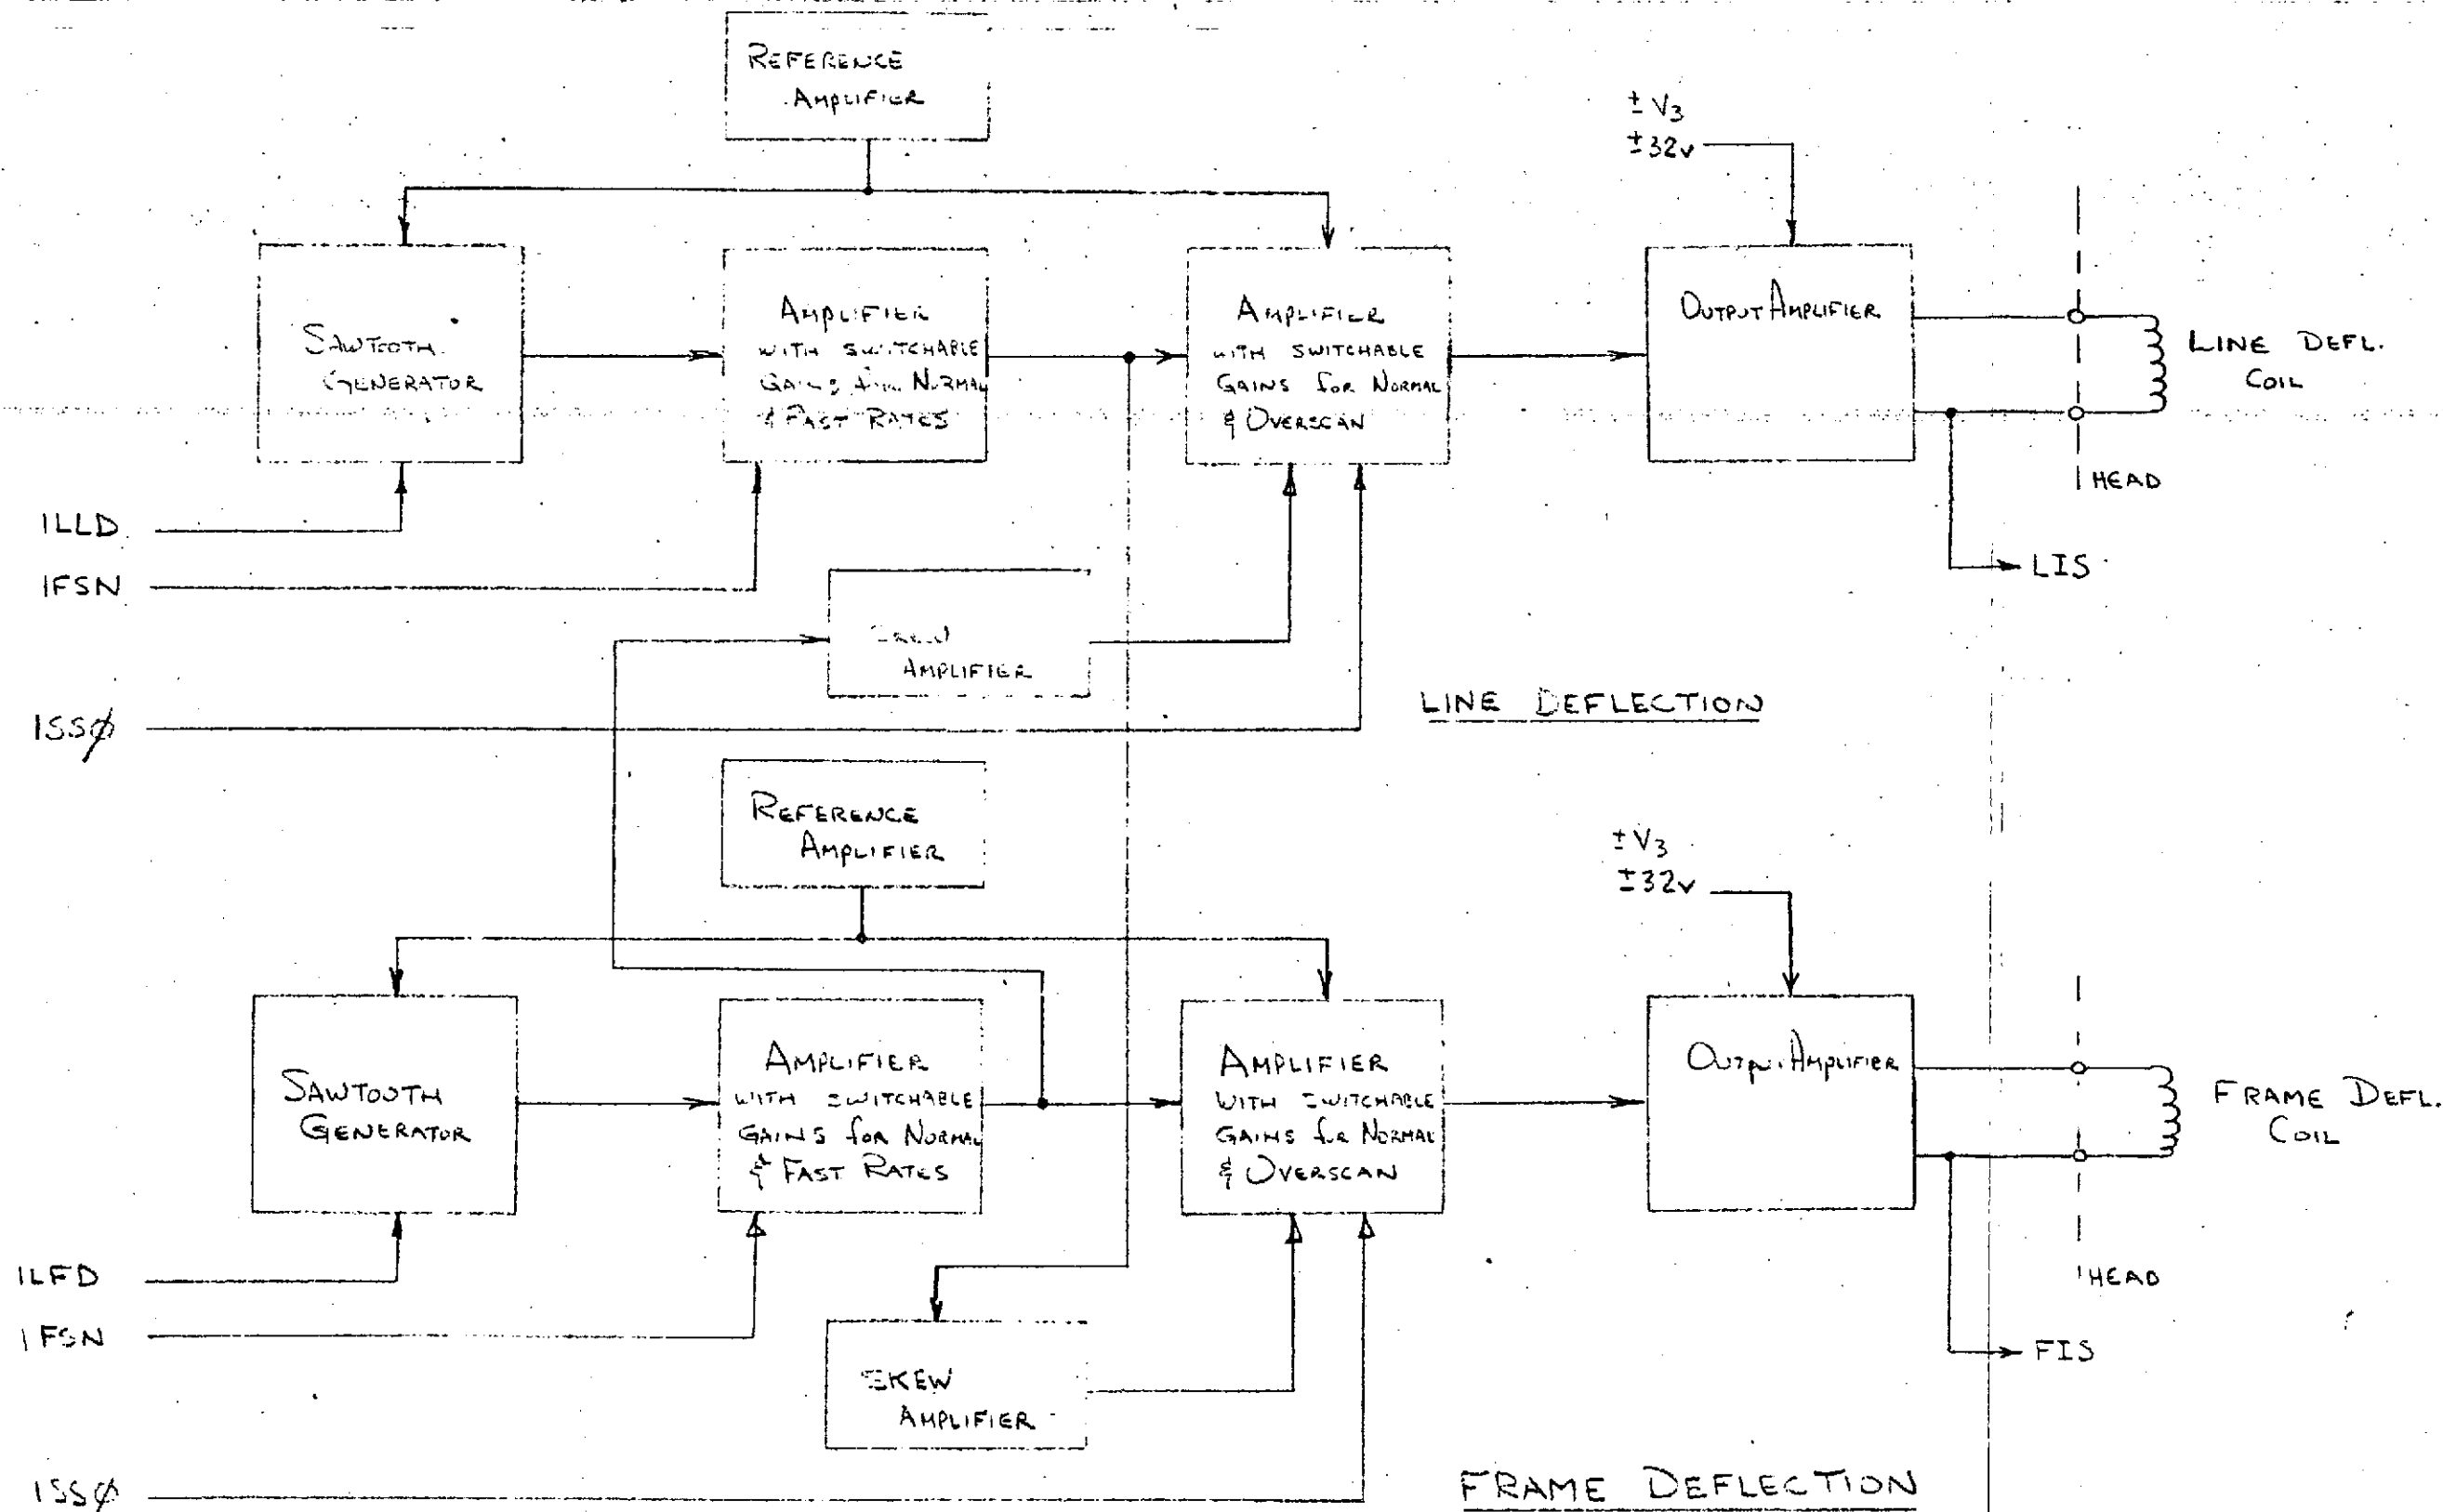 REFERENCE
AMPLIFIER
± V3
± 32v
SAWTOOTH
GENERATOR
AMPLIFIER
WITH SWITCHABLE
GAINS for NORMAL
& FAST RATES
AMPLIFIER
WITH SWITCHABLE
GAINS for NORMAL
& OVERSCAN
OUTPUT AMPLIFIER
LINE DEFL.
COIL
HEAD
ILLD
IFSN
LIS
SKEW
AMPLIFIER
ISSØ
LINE DEFLECTION
REFERENCE
AMPLIFIER
± V3
± 32v
SAWTOOTH
GENERATOR
AMPLIFIER
WITH SWITCHABLE
GAINS for NORMAL
& FAST RATES
AMPLIFIER
WITH SWITCHABLE
GAINS for NORMAL
& OVERSCAN
OUTPUT AMPLIFIER
FRAME DEFL.
COIL
HEAD
ILFD
IFSN
FIS
SKEW
AMPLIFIER
ISSØ
FRAME DEFLECTION